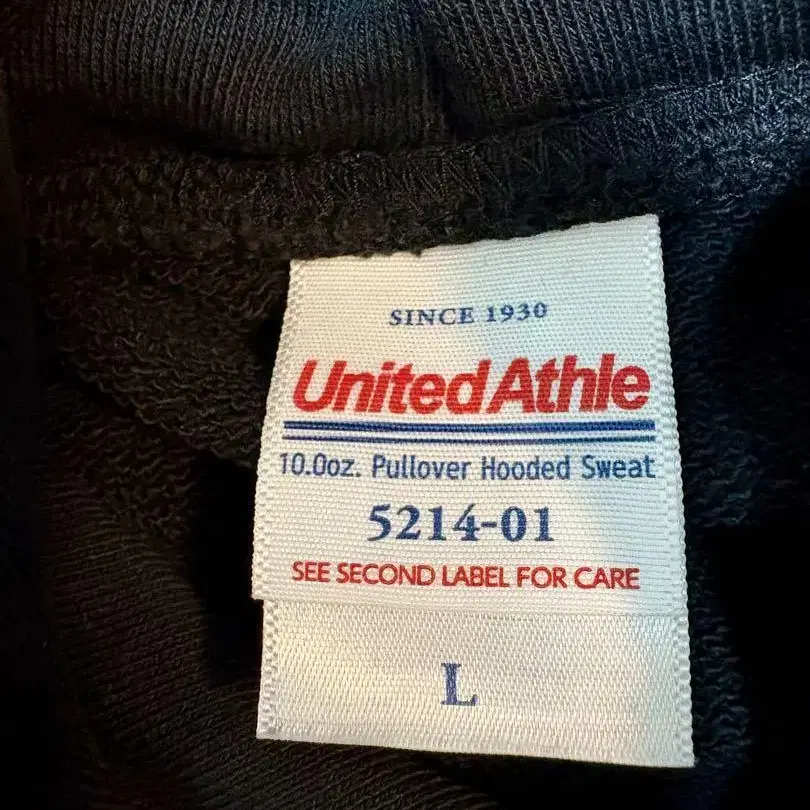 SINCE 1930
UnitedAthle
10.0oz. Pullover Hooded Sweat
5214-01
SEE SECOND LABEL FOR CARE
L